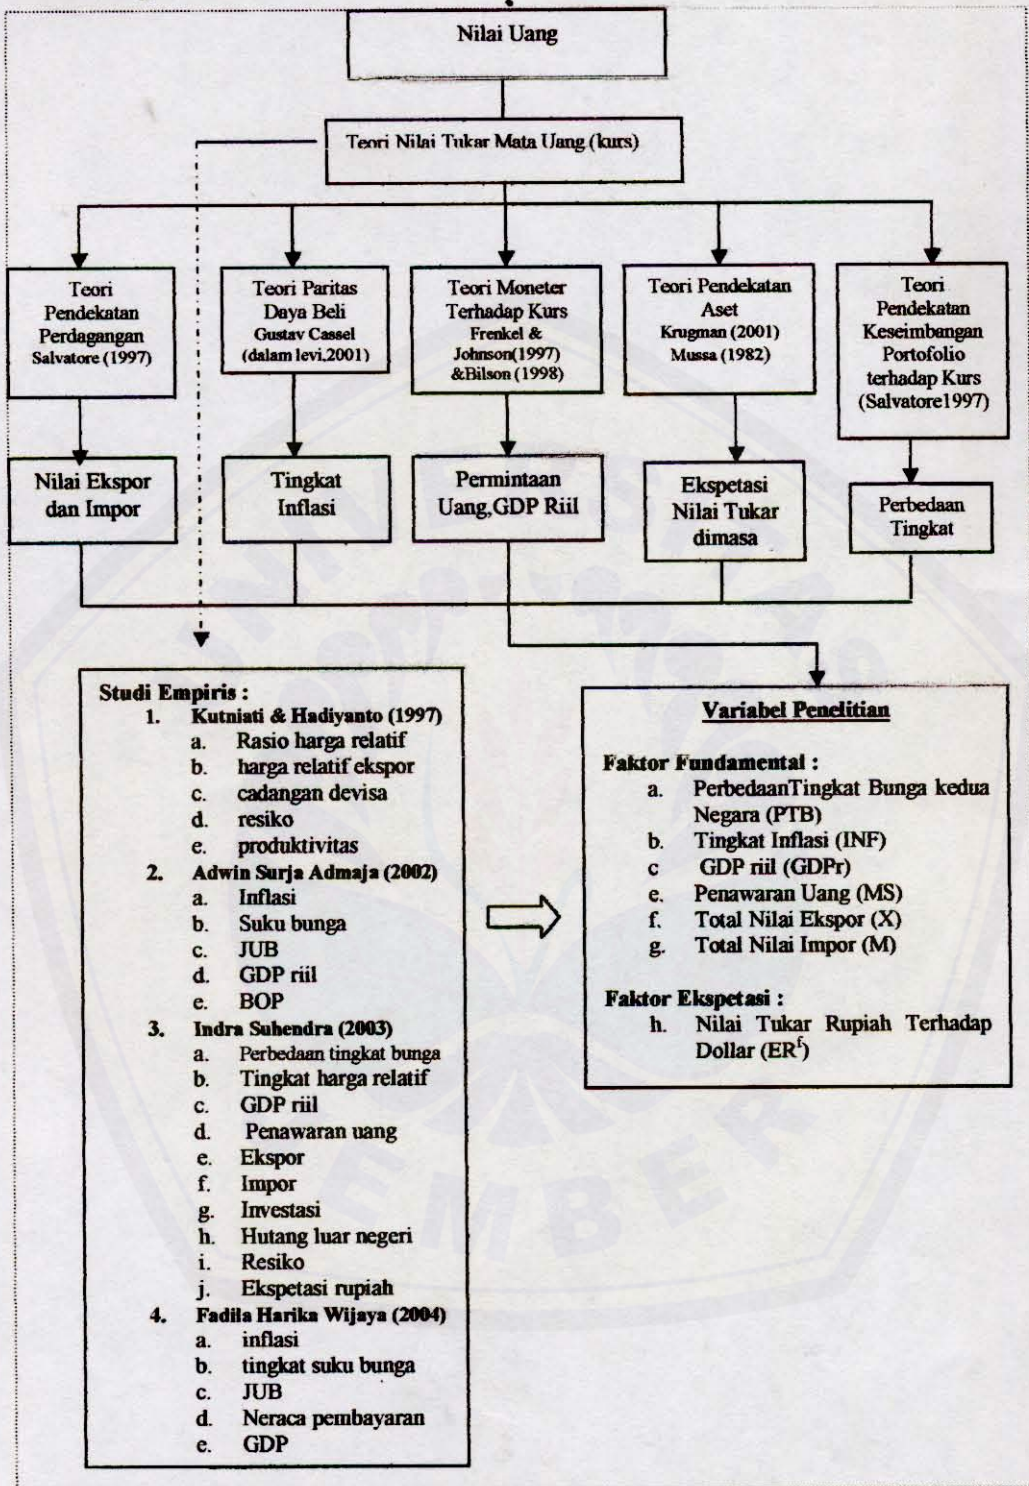 Nilai Uang
Teori Nilai Tukar Mata Uang (kurs)
Teori
Pendekatan
Perdagangan
Salvatore (1997)
Teori Paritas
Daya Beli
Gustav Cassel
(dalam levi,2001)
Teori Moneter
Terhadap Kurs
Frenkel &
Johnson(1997)
&Bilson (1998)
Teori Pendekatan
Aset
Krugman (2001)
Mussa (1982)
Teori
Pendekatan
Keseimbangan
Portofolio
terhadap Kurs
(Salvatore1997)
Nilai Ekspor
dan Impor
Tingkat
Inflasi
Permintaan
Uang,GDP Riil
Ekspetasi
Nilai Tukar
dimasa
Perbedaan
Tingkat
Studi Empiris :
1. Kutniati & Hadiyanto (1997)
a. Rasio harga relatif
b. harga relatif ekspor
c. cadangan devisa
d. resiko
e. produktivitas
2. Adwin Surja Admaja (2002)
a. Inflasi
b. Suku bunga
c. JUB
d. GDP riil
e. BOP
3. Indra Suhendra (2003)
a. Perbedaan tingkat bunga
b. Tingkat harga relatif
c. GDP riil
d. Penawaran uang
e. Ekspor
f. Impor
g. Investasi
h. Hutang luar negeri
i. Resiko
j. Ekspetasi rupiah
4. Fadila Harika Wijaya (2004)
a. inflasi
b. tingkat suku bunga
c. JUB
d. Neraca pembayaran
e. GDP
Variabel Penelitian
Faktor Fundamental :
a. PerbedaanTingkat Bunga kedua
Negara (PTB)
b. Tingkat Inflasi (INF)
c GDP riil (GDPr)
e. Penawaran Uang (MS)
f. Total Nilai Ekspor (X)
g. Total Nilai Impor (M)
Faktor Ekspetasi :
h. Nilai Tukar Rupiah Terhadap
Dollar (ERᶠ)
EMBER